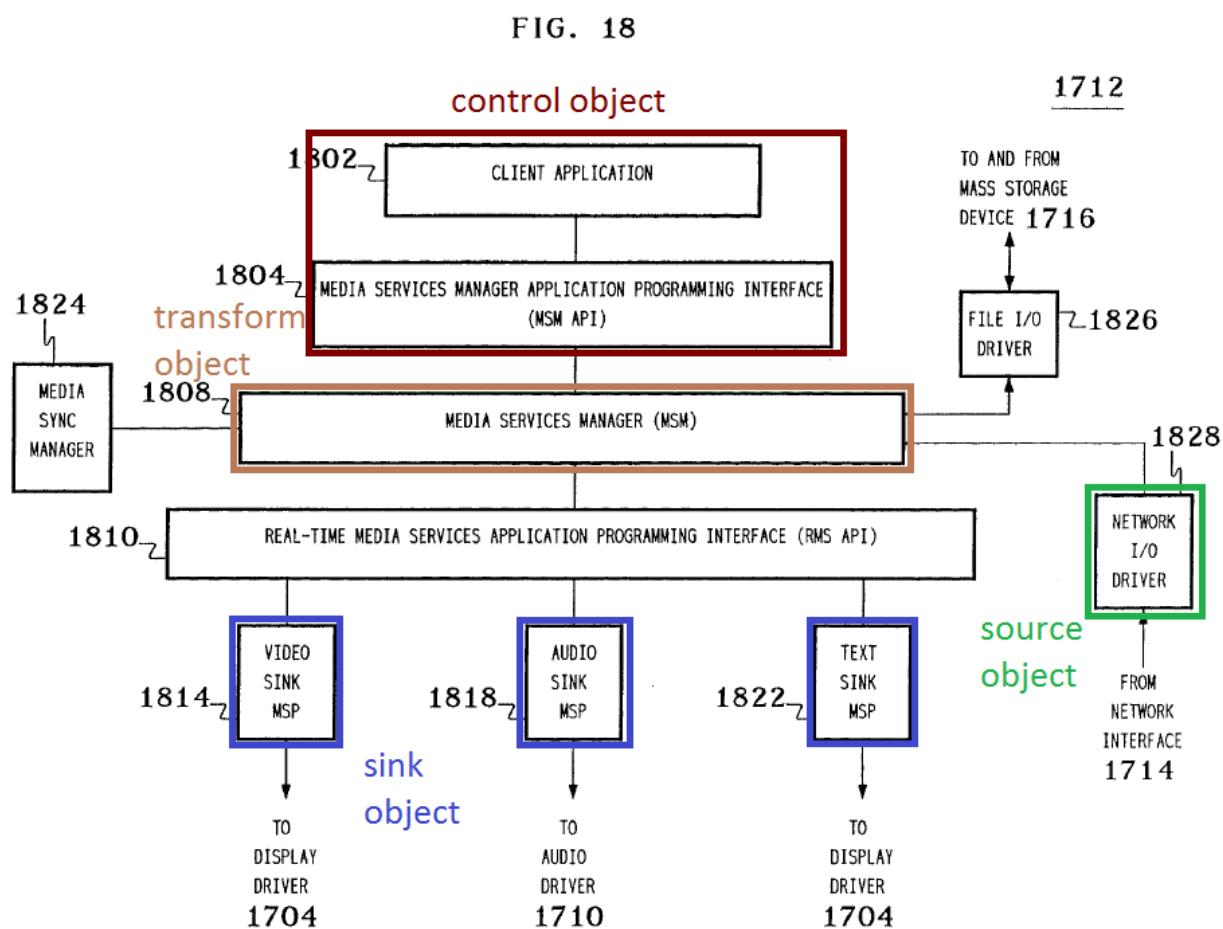 FIG. 18
control object
1712
1802
CLIENT APPLICATION
TO AND FROM
MASS STORAGE
DEVICE 1716
1804
MEDIA SERVICES MANAGER APPLICATION PROGRAMMING INTERFACE
(MSM API)
1824
transform
object
FILE I/O
DRIVER
1826
MEDIA
SYNC
MANAGER
1808
MEDIA SERVICES MANAGER (MSM)
1828
1810
REAL-TIME MEDIA SERVICES APPLICATION PROGRAMMING INTERFACE (RMS API)
NETWORK
I/O
DRIVER
source
object
VIDEO
SINK
MSP
1814
AUDIO
SINK
MSP
1818
TEXT
SINK
MSP
1822
FROM
NETWORK
INTERFACE
1714
sink
object
TO
DISPLAY
DRIVER
1704
TO
AUDIO
DRIVER
1710
TO
DISPLAY
DRIVER
1704